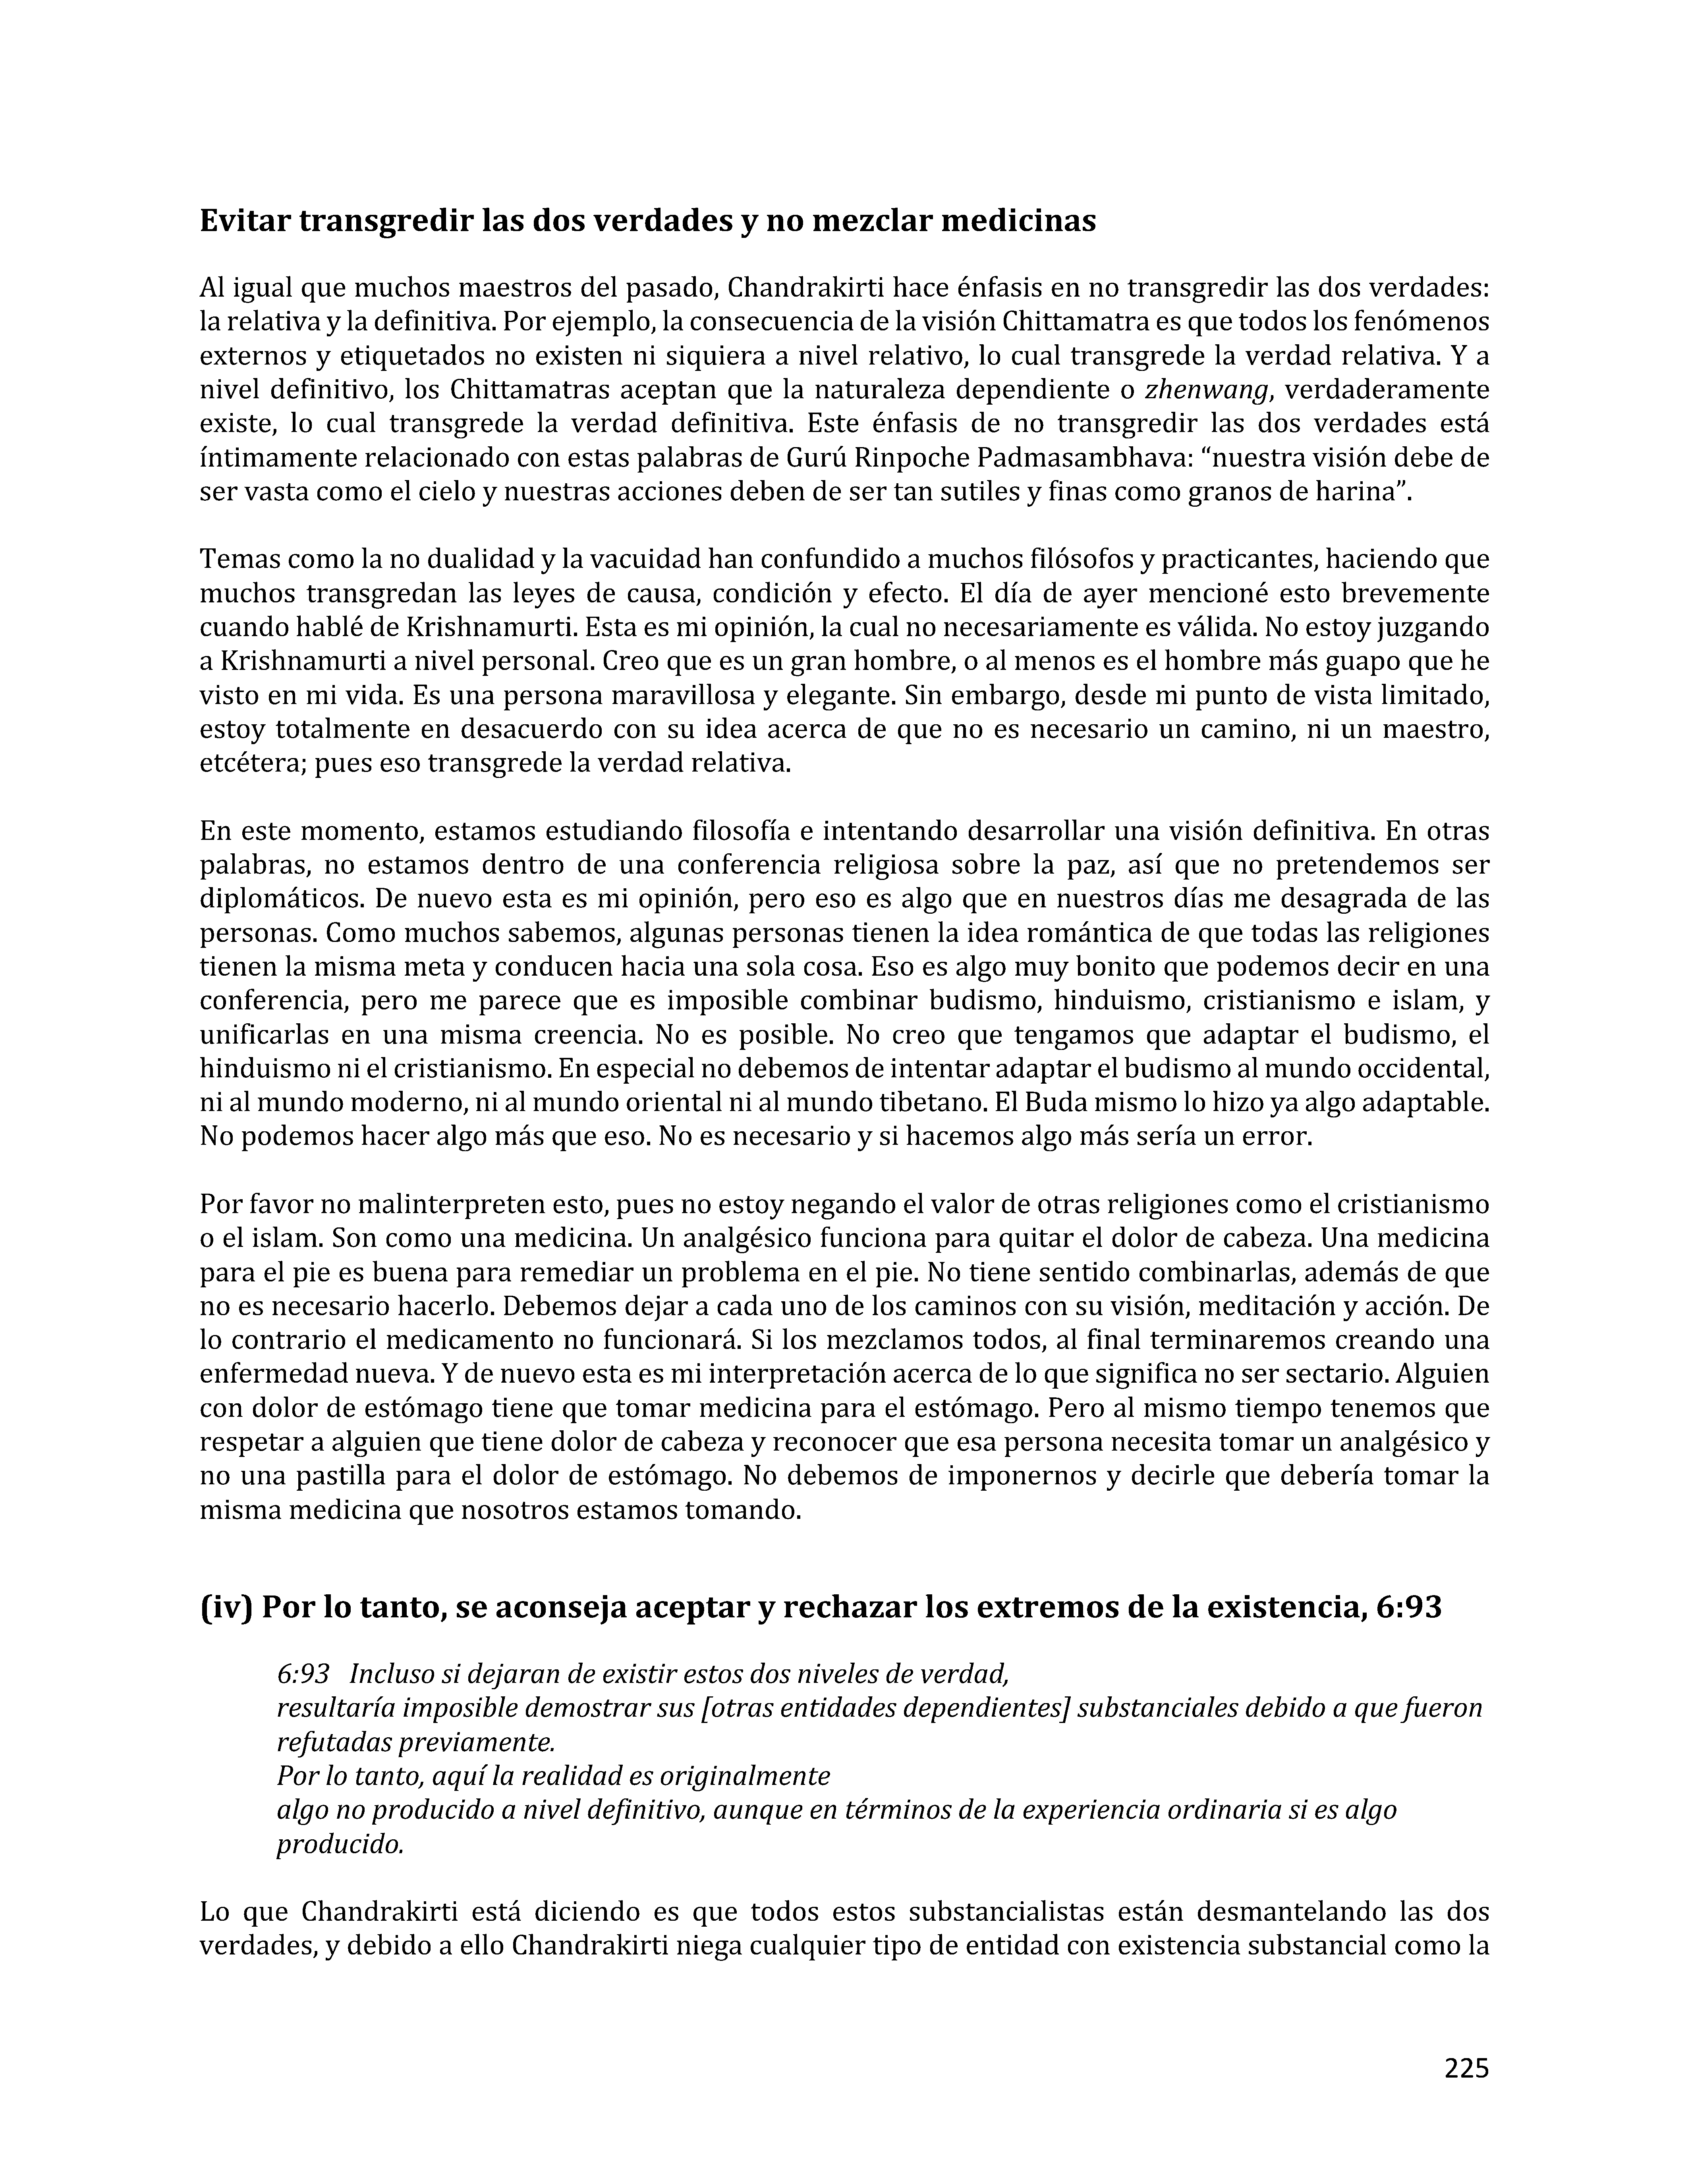 Evitar transgredir las dos verdades y no mezclar medicinas
Al igual que muchos maestros del pasado, Chandrakirti hace énfasis en no transgredir las dos verdades:
la relativa y la definitiva. Por ejemplo, la consecuencia de la visión Chittamatra es que todos los fenómenos
externos y etiquetados no existen ni siquiera a nivel relativo, lo cual transgrede la verdad relativa. Y a
nivel definitivo, los Chittamatras aceptan que la naturaleza dependiente o zhenwang, verdaderamente
existe, lo cual transgrede la verdad definitiva. Este énfasis de no transgredir las dos verdades está
íntimamente relacionado con estas palabras de Gurú Rinpoche Padmasambhava: “nuestra visión debe de
ser vasta como el cielo y nuestras acciones deben de ser tan sutiles y finas como granos de harina”.
Temas como la no dualidad y la vacuidad han confundido a muchos filósofos y practicantes, haciendo que
muchos transgredan las leyes de causa, condición y efecto. El día de ayer mencioné esto brevemente
cuando hablé de Krishnamurti. Esta es mi opinión, la cual no necesariamente es válida. No estoy juzgando
a Krishnamurti a nivel personal. Creo que es un gran hombre, o al menos es el hombre más guapo que he
visto en mi vida. Es una persona maravillosa y elegante. Sin embargo, desde mi punto de vista limitado,
estoy totalmente en desacuerdo con su idea acerca de que no es necesario un camino, ni un maestro,
etcétera; pues eso transgrede la verdad relativa.
En este momento, estamos estudiando filosofía e intentando desarrollar una visión definitiva. En otras
palabras, no estamos dentro de una conferencia religiosa sobre la paz, así que no pretendemos ser
diplomáticos. De nuevo esta es mi opinión, pero eso es algo que en nuestros días me desagrada de las
personas. Como muchos sabemos, algunas personas tienen la idea romántica de que todas las religiones
tienen la misma meta y conducen hacia una sola cosa. Eso es algo muy bonito que podemos decir en una
conferencia, pero me parece que es imposible combinar budismo, hinduismo, cristianismo e islam, y
unificarlas en una misma creencia. No es posible. No creo que tengamos que adaptar el budismo, el
hinduismo ni el cristianismo. En especial no debemos de intentar adaptar el budismo al mundo occidental,
ni al mundo moderno, ni al mundo oriental ni al mundo tibetano. El Buda mismo lo hizo ya algo adaptable.
No podemos hacer algo más que eso. No es necesario y si hacemos algo más sería un error.
Por favor no malinterpreten esto, pues no estoy negando el valor de otras religiones como el cristianismo
o el islam. Son como una medicina. Un analgésico funciona para quitar el dolor de cabeza. Una medicina
para el pie es buena para remediar un problema en el pie. No tiene sentido combinarlas, además de que
no es necesario hacerlo. Debemos dejar a cada uno de los caminos con su visión, meditación y acción. De
lo contrario el medicamento no funcionará. Si los mezclamos todos, al final terminaremos creando una
enfermedad nueva. Y de nuevo esta es mi interpretación acerca de lo que significa no ser sectario. Alguien
con dolor de estómago tiene que tomar medicina para el estómago. Pero al mismo tiempo tenemos que
respetar a alguien que tiene dolor de cabeza y reconocer que esa persona necesita tomar un analgésico y
no una pastilla para el dolor de estómago. No debemos de imponernos y decirle que debería tomar la
misma medicina que nosotros estamos tomando.
(iv) Por lo tanto, se aconseja aceptar y rechazar los extremos de la existencia, 6:93
6:93 Incluso si dejaran de existir estos dos niveles de verdad,
resultaría imposible demostrar sus [otras entidades dependientes] substanciales debido a que fueron
refutadas previamente.
Por lo tanto, aquí la realidad es originalmente
algo no producido a nivel definitivo, aunque en términos de la experiencia ordinaria si es algo
producido.
Lo que Chandrakirti está diciendo es que todos estos substancialistas están desmantelando las dos
verdades, y debido a ello Chandrakirti niega cualquier tipo de entidad con existencia substancial como la
225